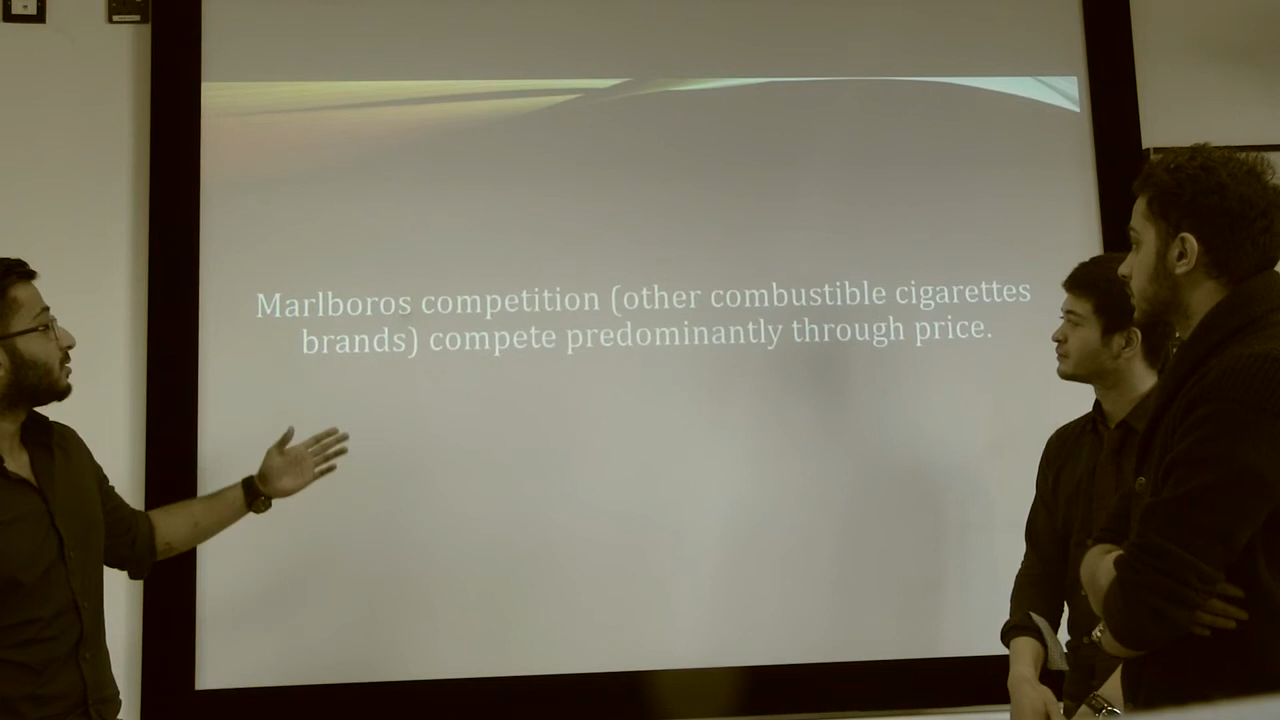 Marlboros competition (other combustible cigarettes
brands) compete predominantly through price.